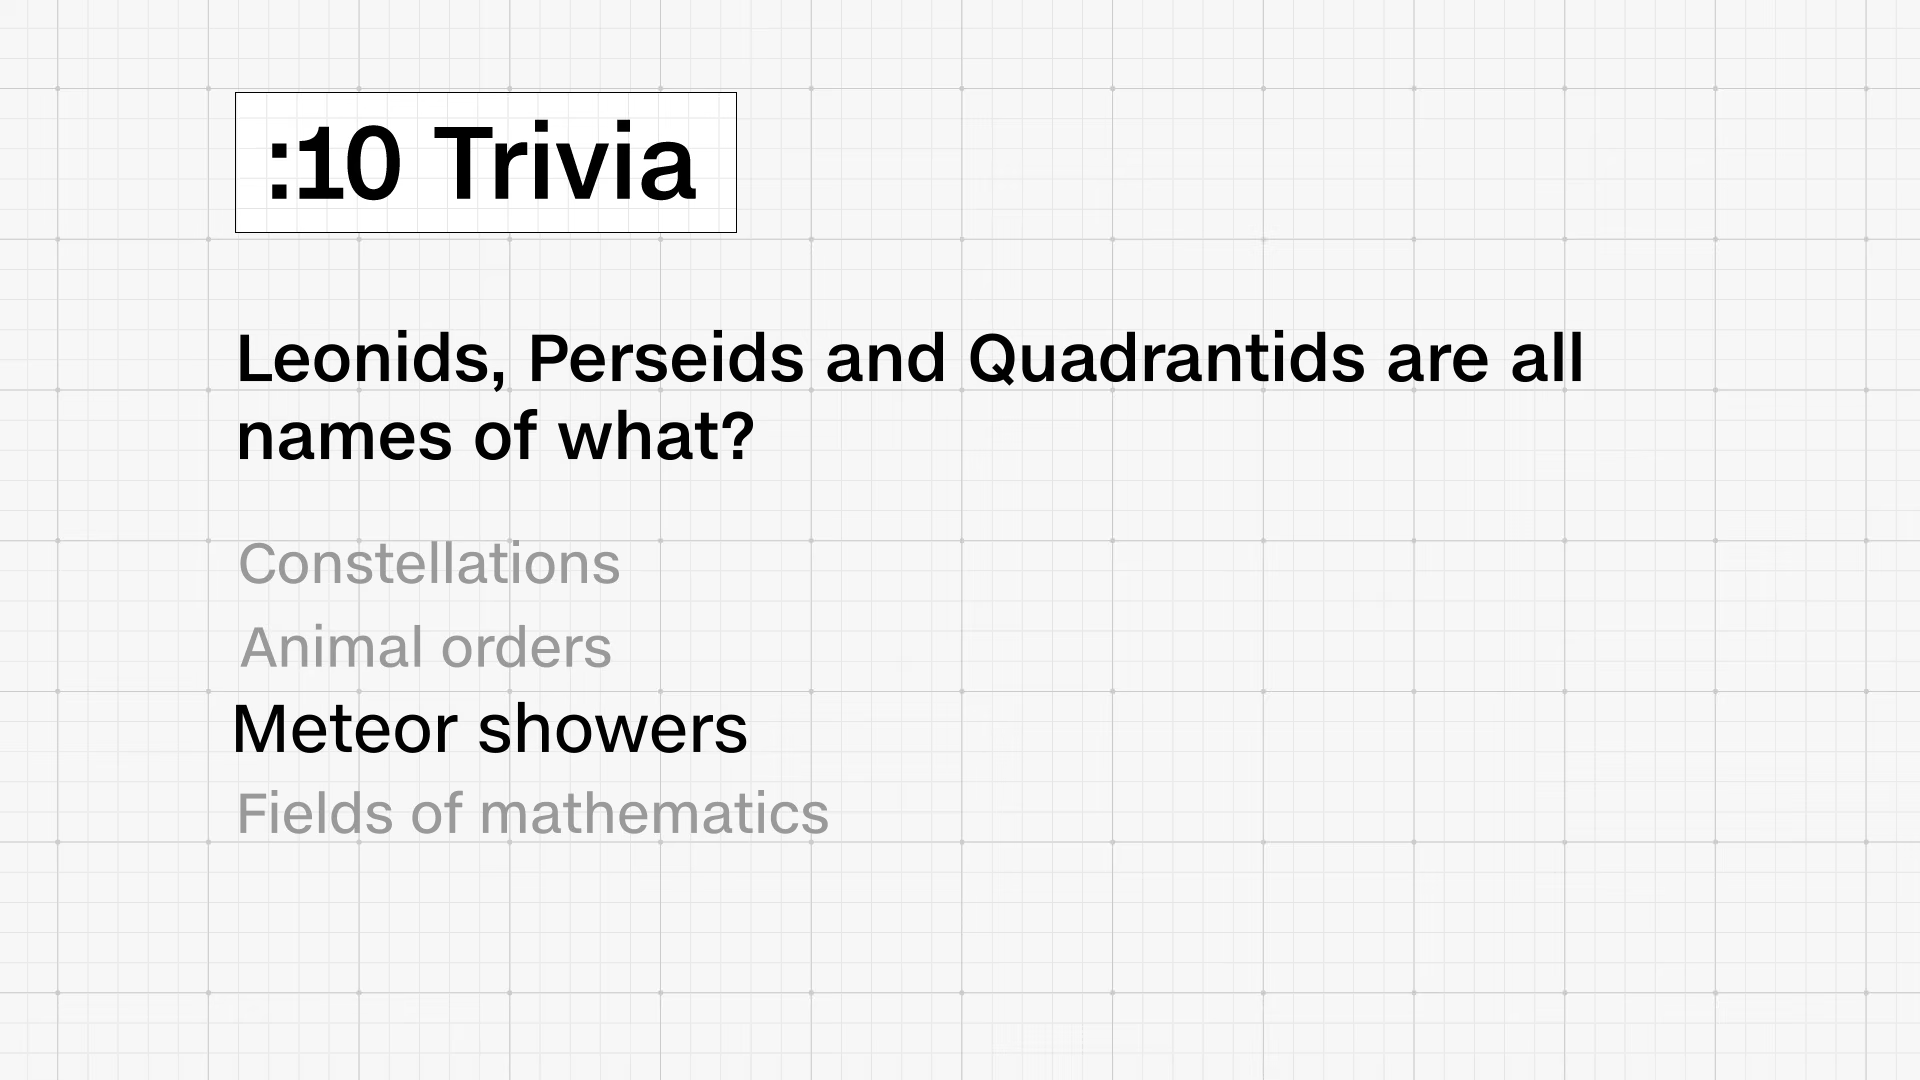 :10 Trivia
Leonids, Perseids and Quadrantids are all
names of what?
Constellations
Animal orders
Meteor showers
Fields of mathematics